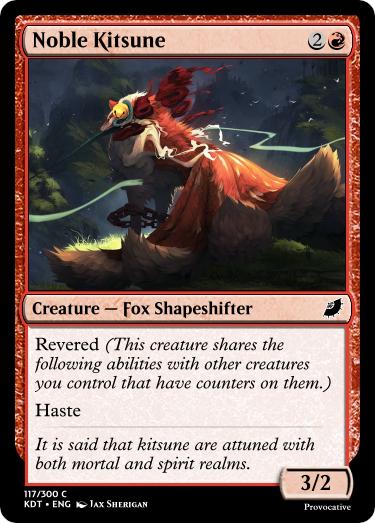 Noble Kitsune 2
Creature — Fox Shapeshifter
Revered (This creature shares the
following abilities with other creatures
you control that have counters on them.)
Haste
It is said that kitsune are attuned with
both mortal and spirit realms.
3/2
117/300 C
KDT • ENG Jax Sherigan
Provocative